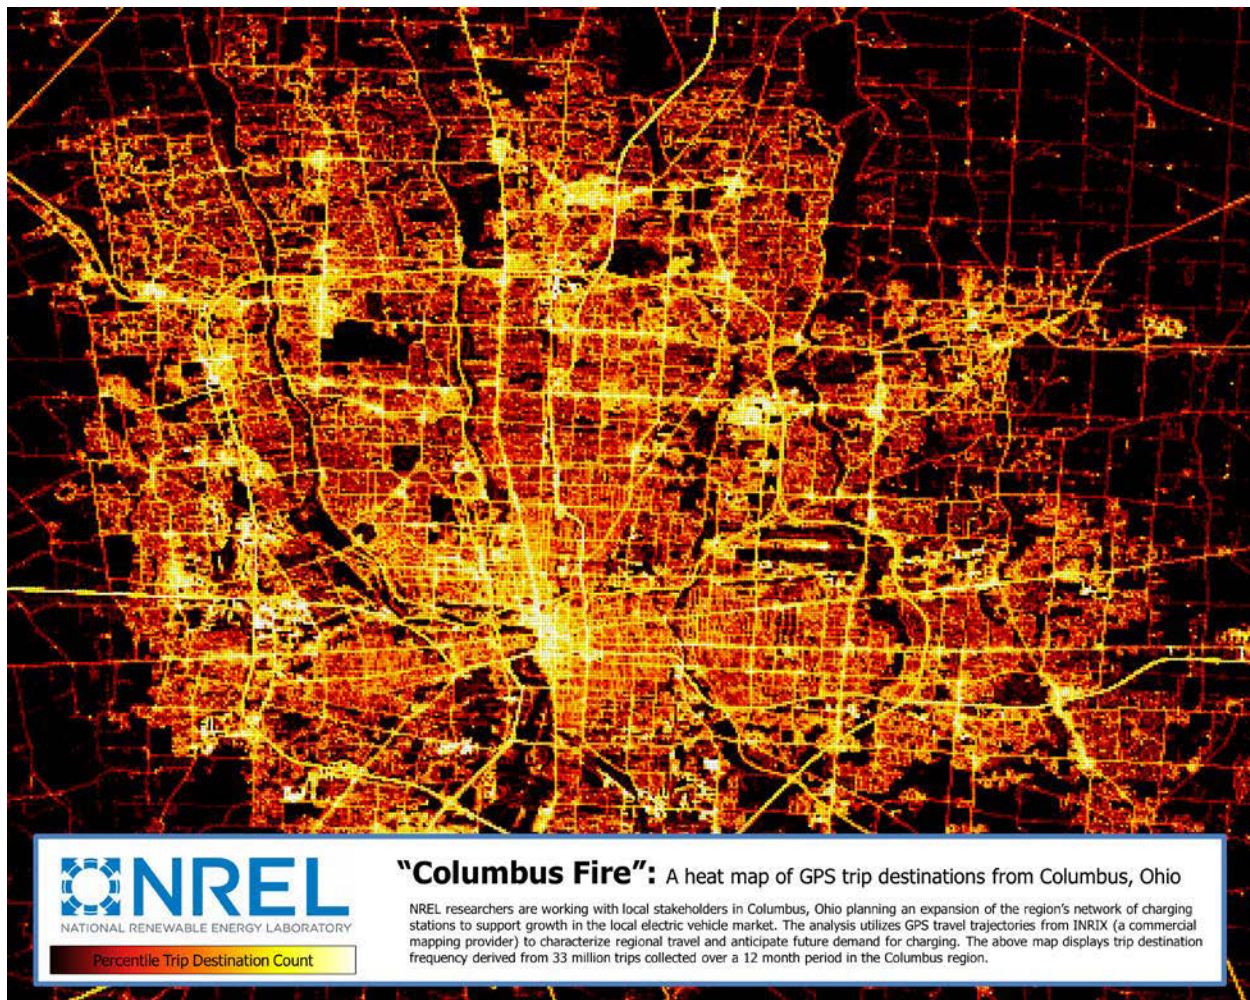 NREL
NATIONAL RENEWABLE ENERGY LABORATORY
Percentile Trip Destination Count
"Columbus Fire": A heat map of GPS trip destinations from Columbus, Ohio
NREL researchers are working with local stakeholders in Columbus, Ohio planning an expansion of the region's network of charging
stations to support growth in the local electric vehicle market. The analysis utilizes GPS travel trajectories from INRIX (a commercial
mapping provider) to characterize regional travel and anticipate future demand for charging. The above map displays trip destination
frequency derived from 33 million trips collected over a 12 month period in the Columbus region.